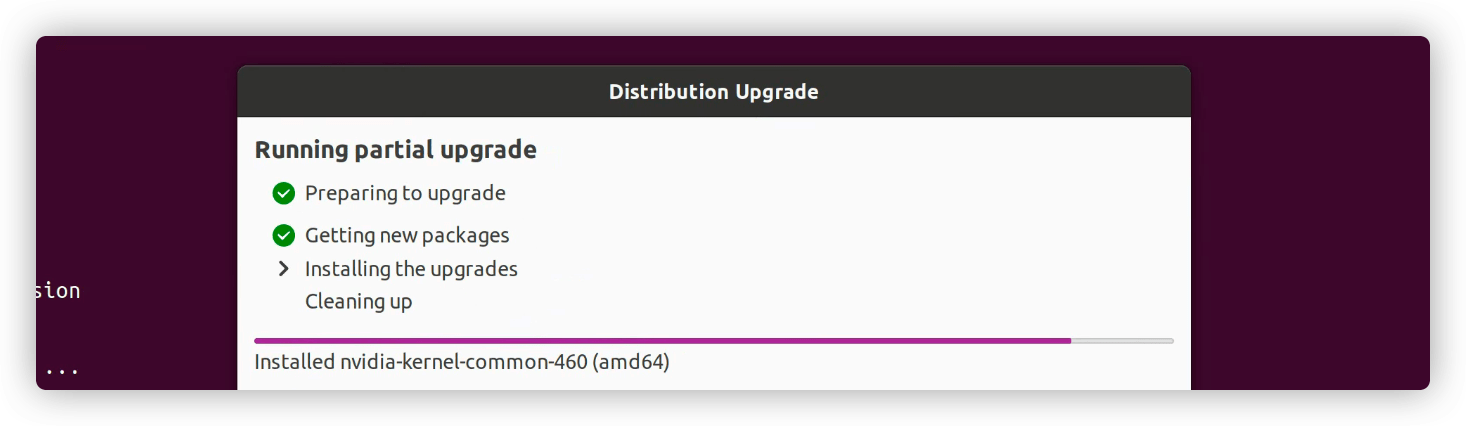 Distribution Upgrade
Running partial upgrade
Preparing to upgrade
Getting new packages
Installing the upgrades
Cleaning up
Installed nvidia-kernel-common-460 (amd64)
sion
...